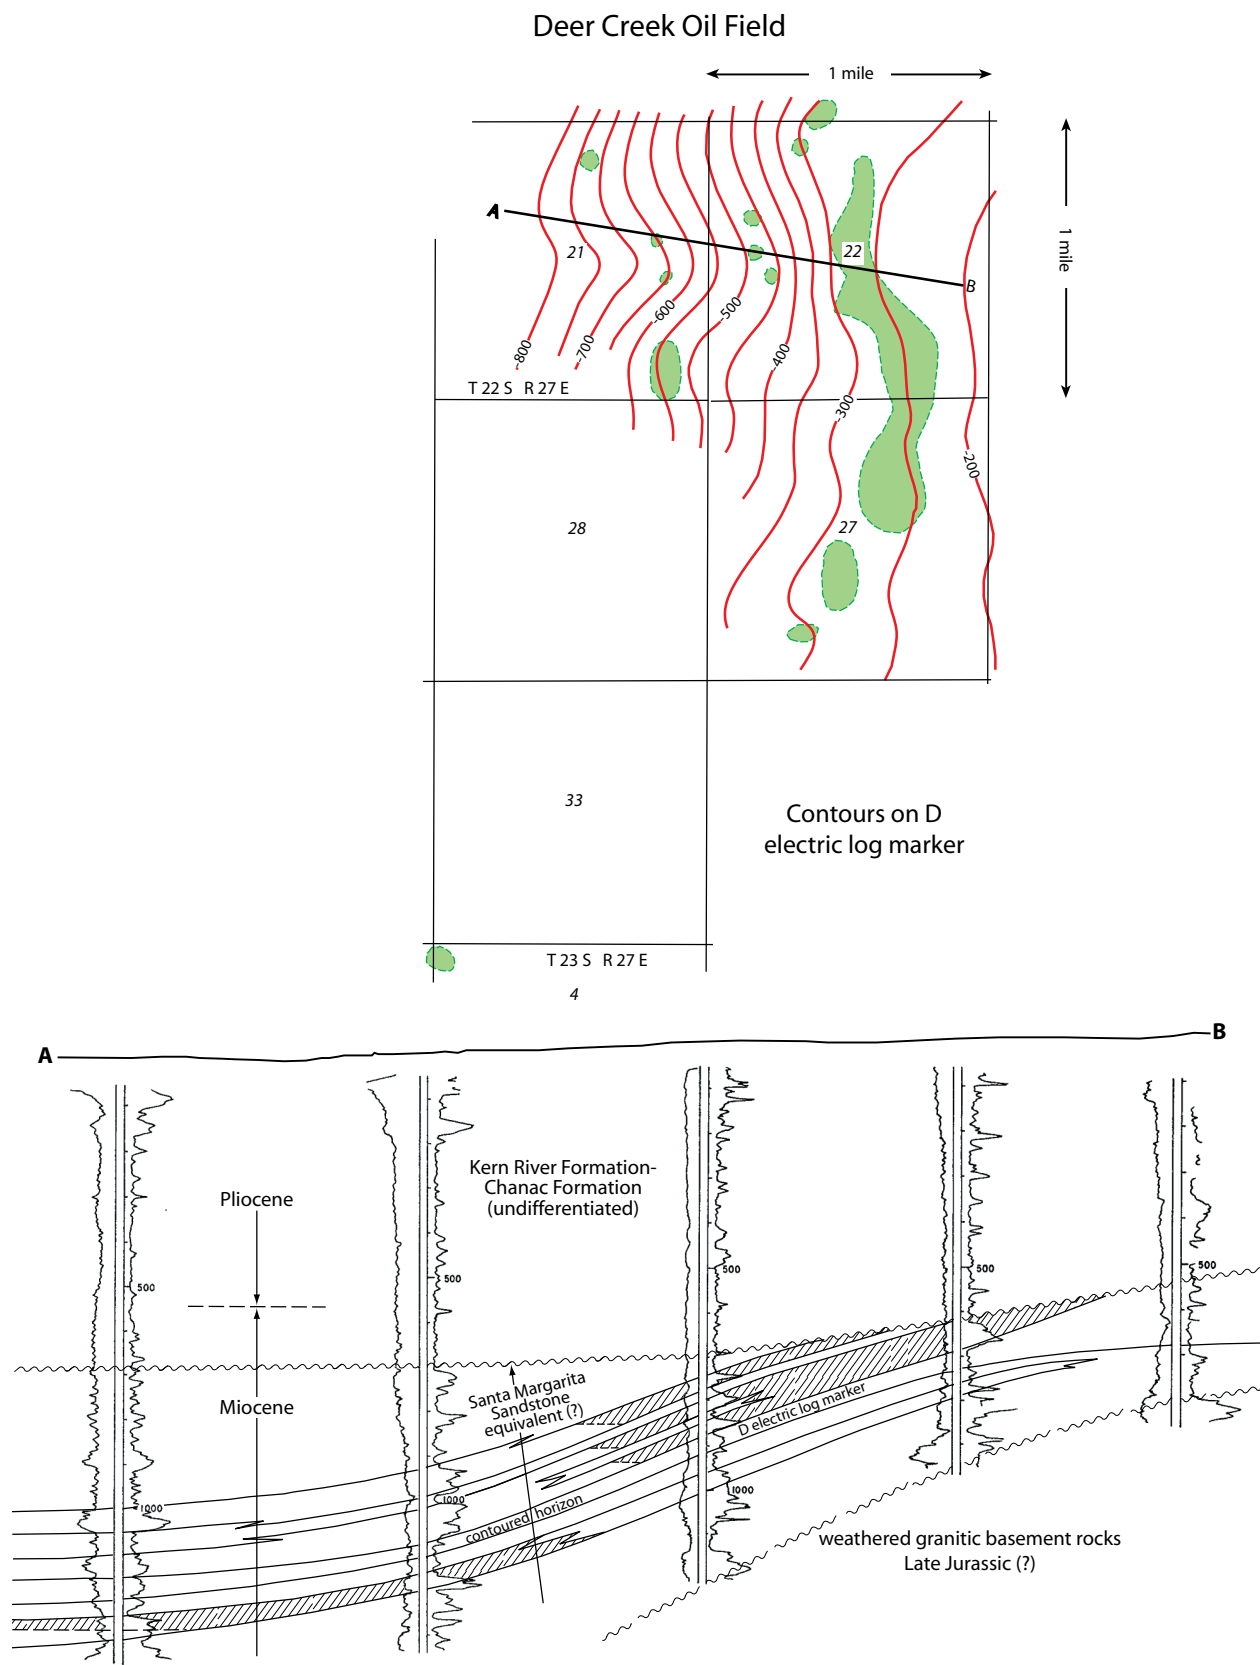 Deer Creek Oil Field
1 mile
1 mile
A
21
22
B
-800
-700
-600
-500
-400
-300
-200
T 22 S R 27 E
28
27
33
Contours on D
electric log marker
T 23 S R 27 E
4
A
B
Kern River Formation-
Chanac Formation
(undifferentiated)
Pliocene
500
500
500
500
500
Miocene
Santa Margarita
Sandstone
equivalent (?)
D electric log marker
1000
1000
1000
contoured horizon
weathered granitic basement rocks
Late Jurassic (?)